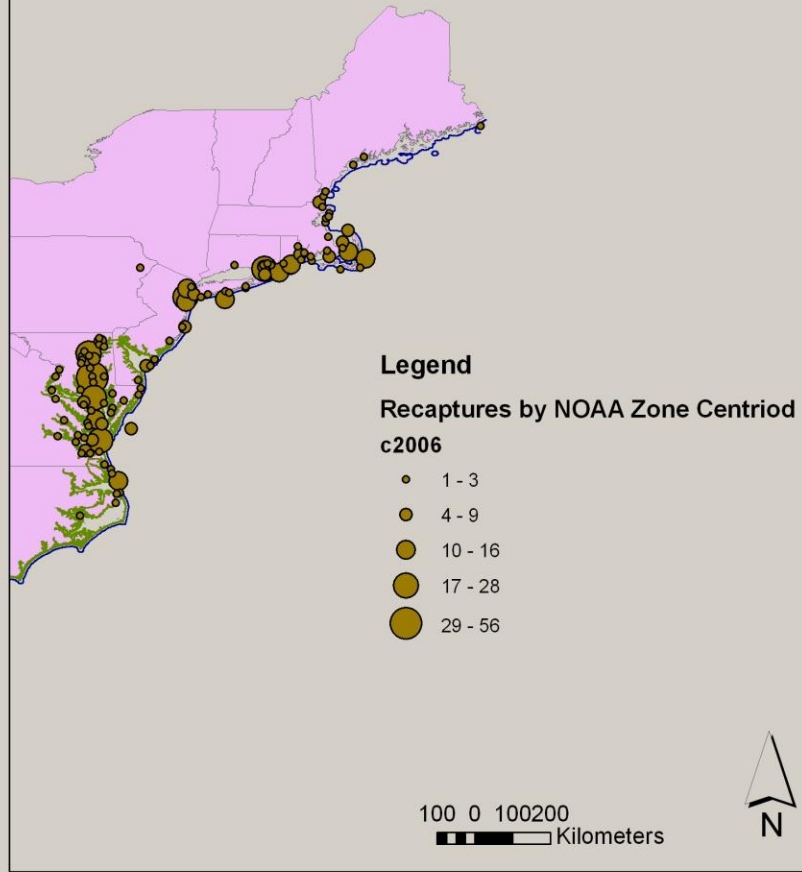 Legend
Recaptures by NOAA Zone Centriod
c2006
1 - 3
4 - 9
10 - 16
17 - 28
29 - 56
100 0 100200
Kilometers
N